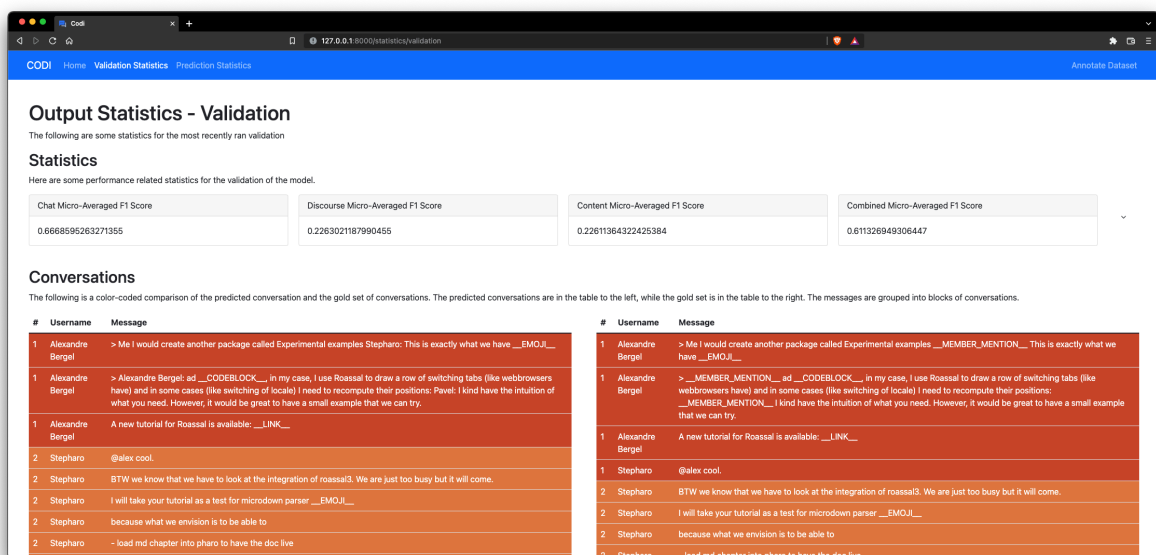 Codi
127.0.0.1:8000/statistics/validation
CODI Home Validation Statistics Prediction Statistics Annotate Dataset
Output Statistics - Validation
The following are some statistics for the most recently ran validation
Statistics
Here are some performance related statistics for the validation of the model.
Chat Micro-Averaged F1 Score
0.6668595263271355
Discourse Micro-Averaged F1 Score
0.2263021187990455
Content Micro-Averaged F1 Score
0.22611364322425384
Combined Micro-Averaged F1 Score
0.611326949306447
Conversations
The following is a color-coded comparison of the predicted conversation and the gold set of conversations. The predicted conversations are in the table to the left, while the gold set is in the table to the right. The messages are grouped into blocks of conversations.
# Username Message
1 Alexandre > Me I would create another package called Experimental examples Stepharo: This is exactly what we have __EMOJI__
Bergel
1 Alexandre > Alexandre Bergel: ad __CODEBLOCK__, in my case, I use Roassal to draw a row of switching tabs (like webbrowsers
Bergel have) and in some cases (like switching of locale) I need to recompute their positions: Pavel: I kind have the intuition of
what you need. However, it would be great to have a small example that we can try.
1 Alexandre A new tutorial for Roassal is available: __LINK__
Bergel
2 Stepharo @alex cool.
2 Stepharo BTW we know that we have to look at the integration of roassal3. We are just too busy but it will come.
2 Stepharo I will take your tutorial as a test for microdown parser __EMOJI__
2 Stepharo because what we envision is to be able to
2 Stepharo - load md chapter into pharo to have the doc live
# Username Message
1 Alexandre > Me I would create another package called Experimental examples __MEMBER_MENTION__ This is exactly what we
Bergel have __EMOJI__
1 Alexandre > __MEMBER_MENTION__ ad __CODEBLOCK__, in my case, I use Roassal to draw a row of switching tabs (like
Bergel webbrowsers have) and in some cases (like switching of locale) I need to recompute their positions:
__MEMBER_MENTION__ I kind have the intuition of what you need. However, it would be great to have a small example
that we can try.
1 Alexandre A new tutorial for Roassal is available: __LINK__
Bergel
1 Stepharo @alex cool.
2 Stepharo BTW we know that we have to look at the integration of roassal3. We are just too busy but it will come.
2 Stepharo I will take your tutorial as a test for microdown parser __EMOJI__
2 Stepharo because what we envision is to be able to
2 Stepharo - load md chapter into pharo to have the doc live